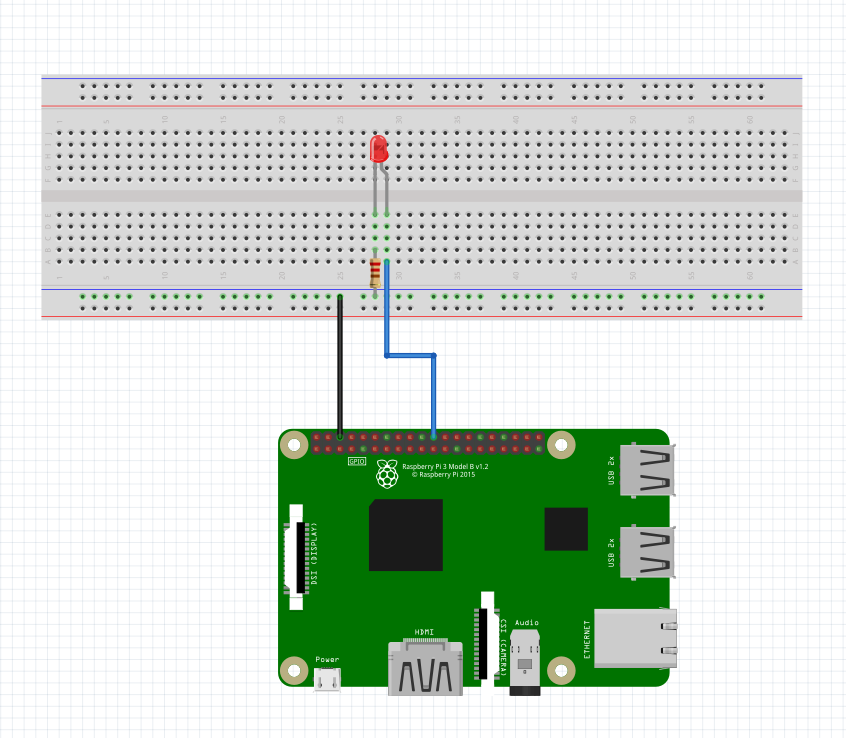 1 5 10 15 20 25 30 35 40 45 50 55 60
J J
I I
H H
G G
F F
E E
D D
C C
B B
A A
1 5 10 15 20 25 30 35 40 45 50 55 60
GPIO
Raspberry Pi 3 Model B v1.2
© Raspberry Pi 2015
USB 2x
DSI (DISPLAY)
USB 2x
Audio
CSI (CAMERA)
ETHERNET
HDMI
Power